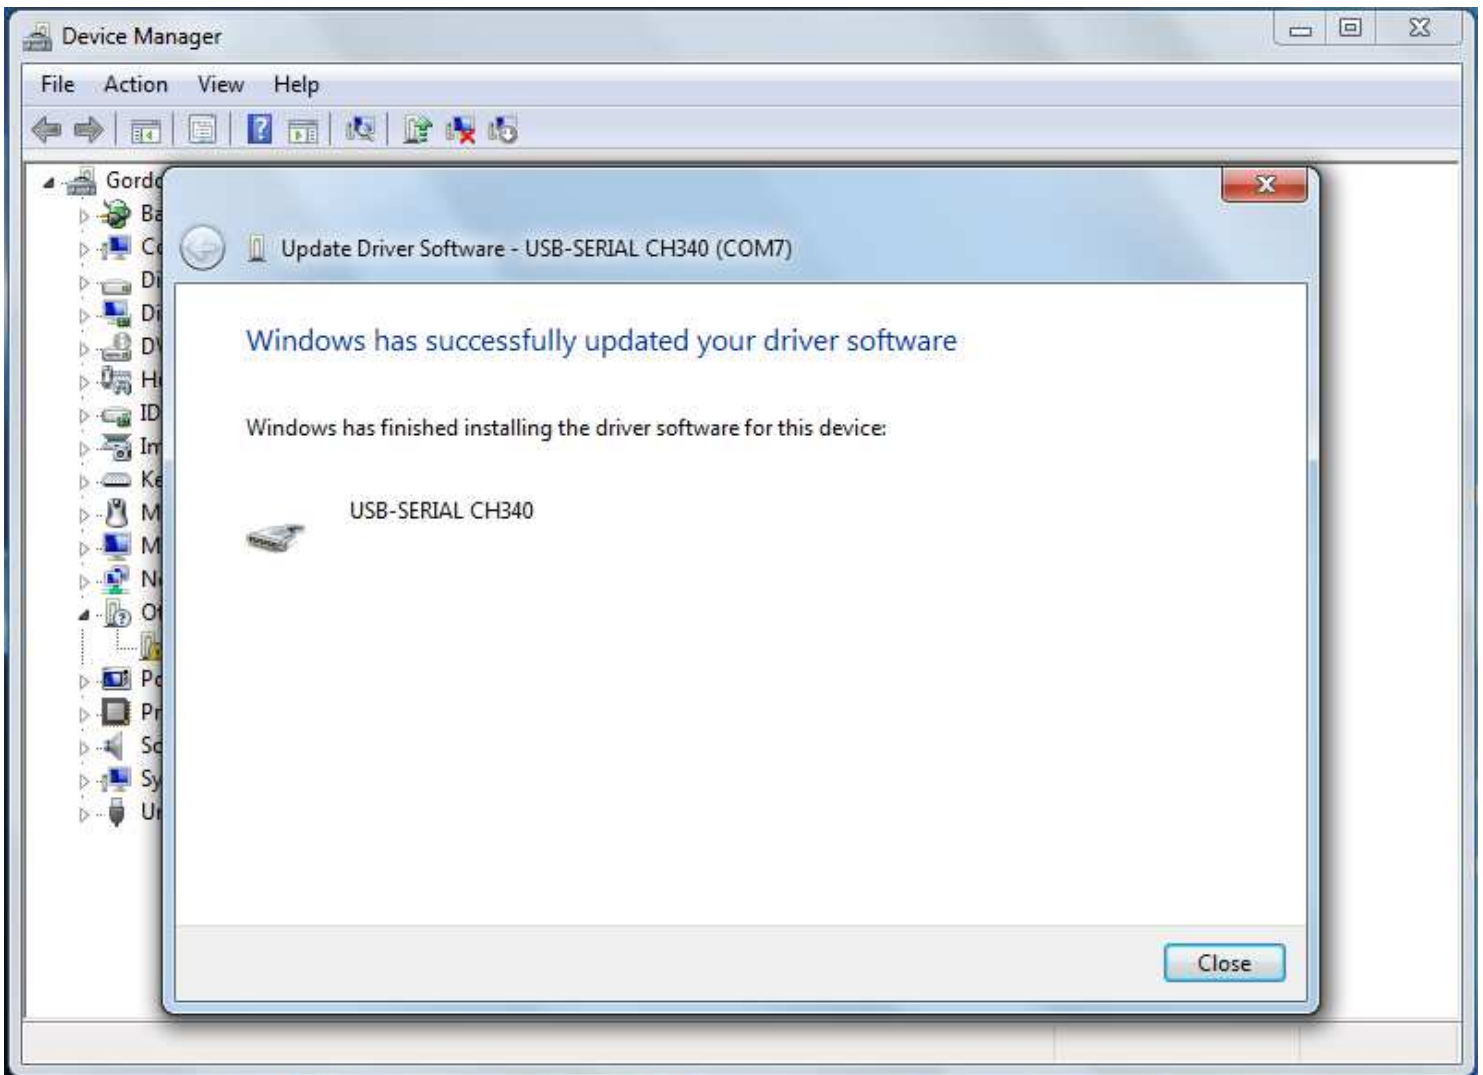 Device Manager
File Action View Help
Update Driver Software - USB-SERIAL CH340 (COM7)
Windows has successfully updated your driver software
Windows has finished installing the driver software for this device:
USB-SERIAL CH340
Close